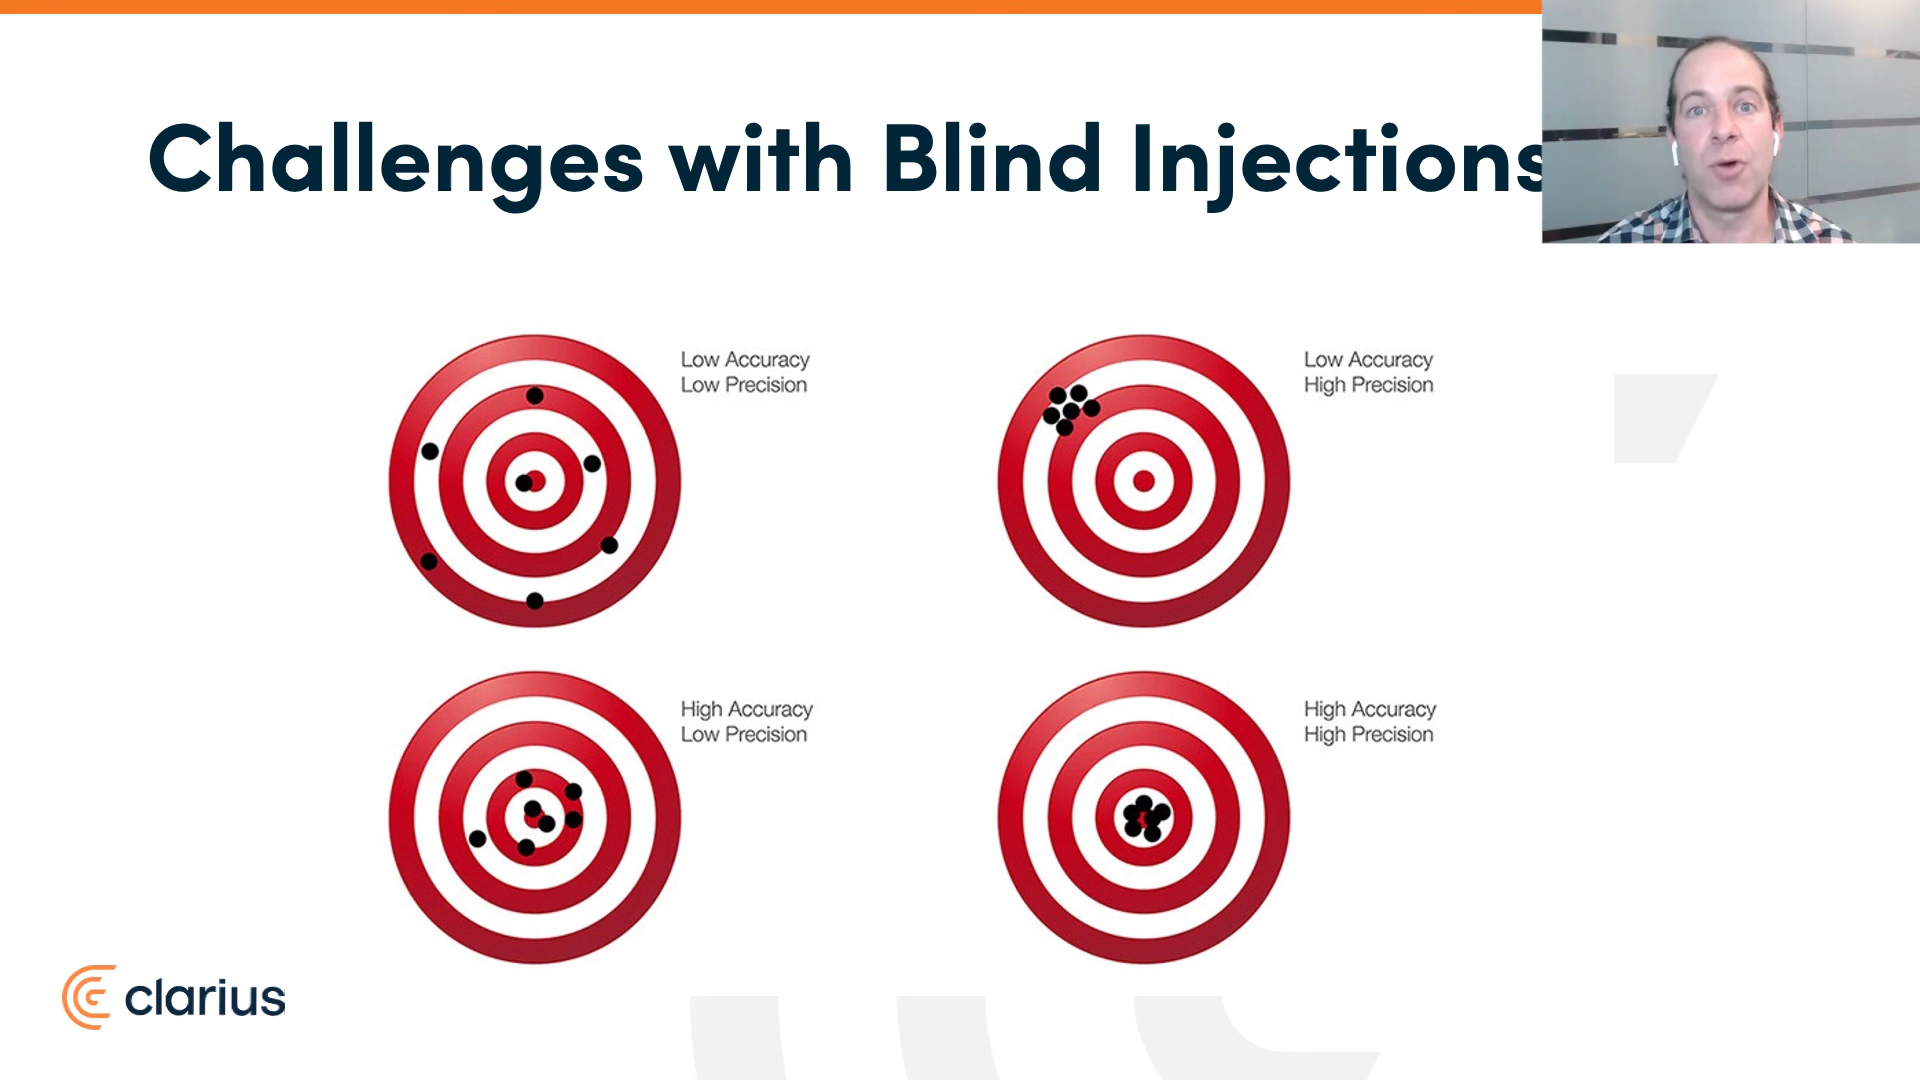 Challenges with Blind Injections
Low Accuracy
Low Precision
Low Accuracy
High Precision
High Accuracy
Low Precision
High Accuracy
High Precision
clarius